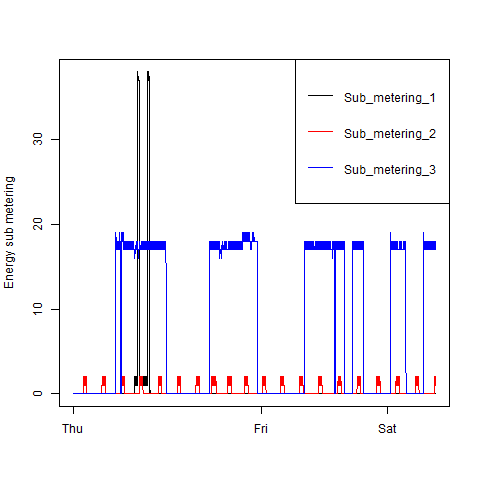 Sub_metering_1
Sub_metering_2
Sub_metering_3
Energy sub metering
30
20
10
0
Thu
Fri
Sat